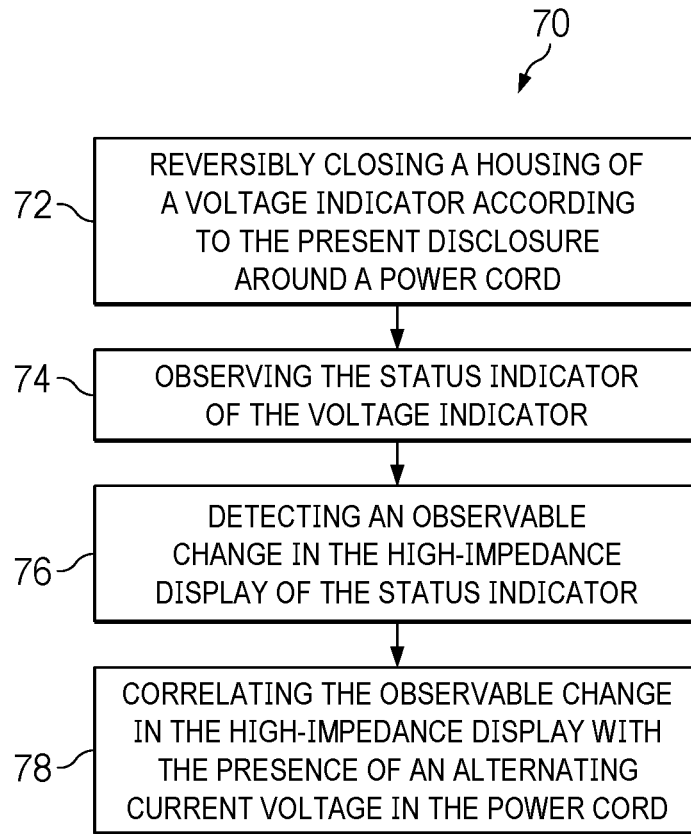 70
72
REVERSIBLY CLOSING A HOUSING OF
A VOLTAGE INDICATOR ACCORDING
TO THE PRESENT DISCLOSURE
AROUND A POWER CORD
74
OBSERVING THE STATUS INDICATOR
OF THE VOLTAGE INDICATOR
76
DETECTING AN OBSERVABLE
CHANGE IN THE HIGH-IMPEDANCE
DISPLAY OF THE STATUS INDICATOR
78
CORRELATING THE OBSERVABLE CHANGE
IN THE HIGH-IMPEDANCE DISPLAY WITH
THE PRESENCE OF AN ALTERNATING
CURRENT VOLTAGE IN THE POWER CORD